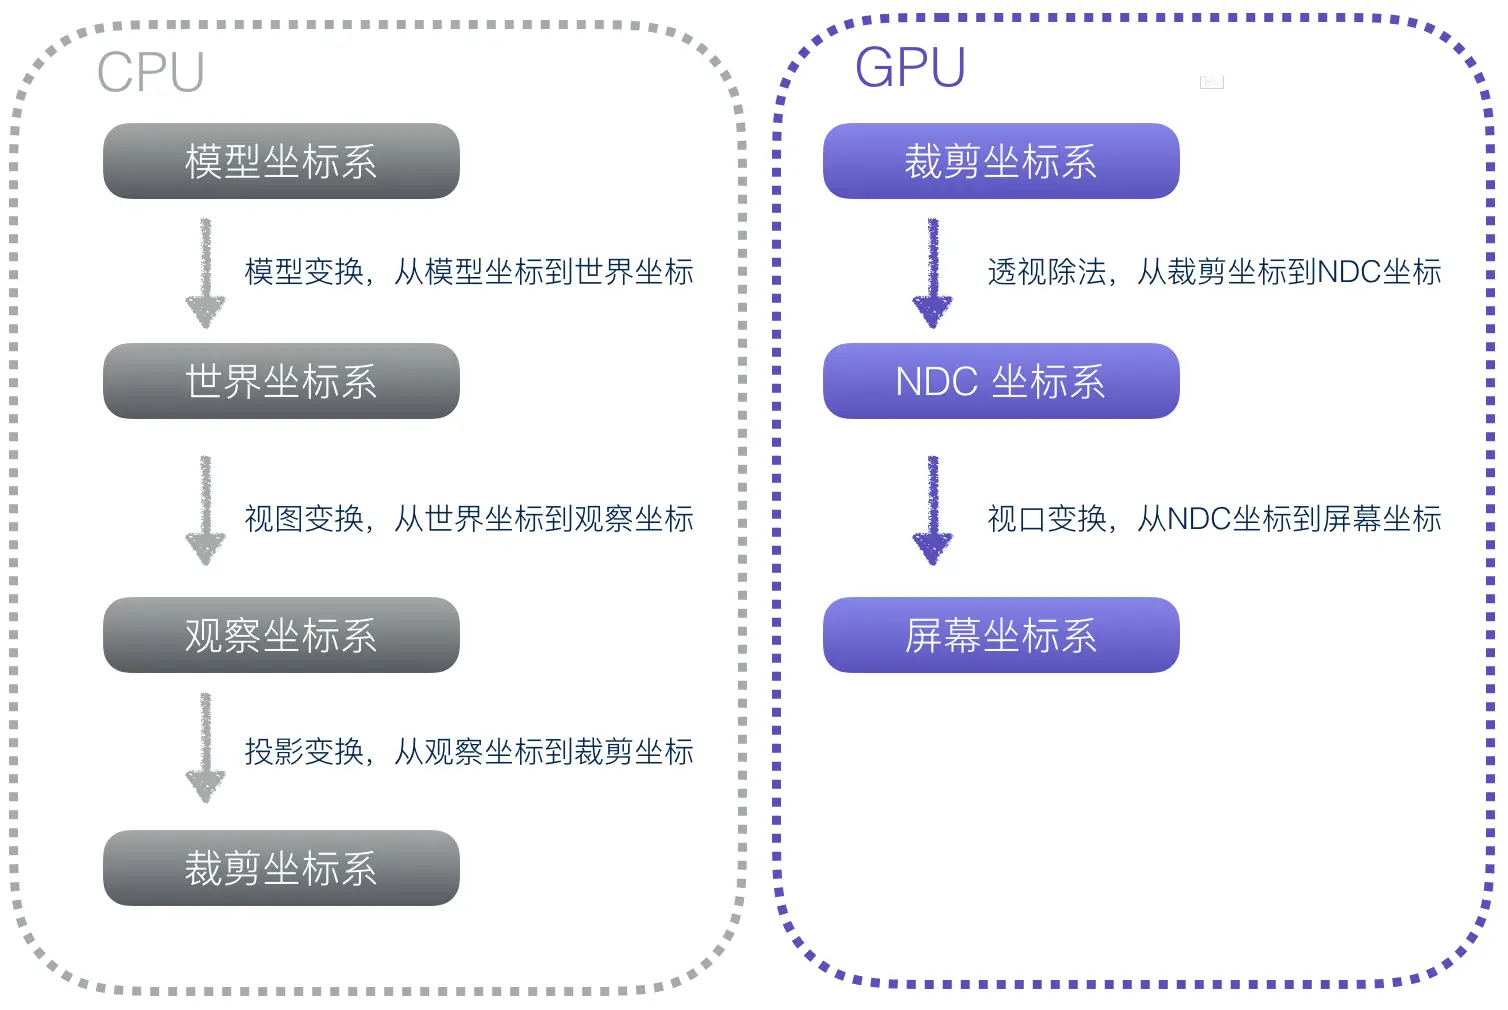 CPU
模型坐标系
模型变换，从模型坐标到世界坐标
世界坐标系
视图变换，从世界坐标到观察坐标
观察坐标系
投影变换，从观察坐标到裁剪坐标
裁剪坐标系
GPU
裁剪坐标系
透视除法，从裁剪坐标到NDC坐标
NDC 坐标系
视口变换，从NDC坐标到屏幕坐标
屏幕坐标系